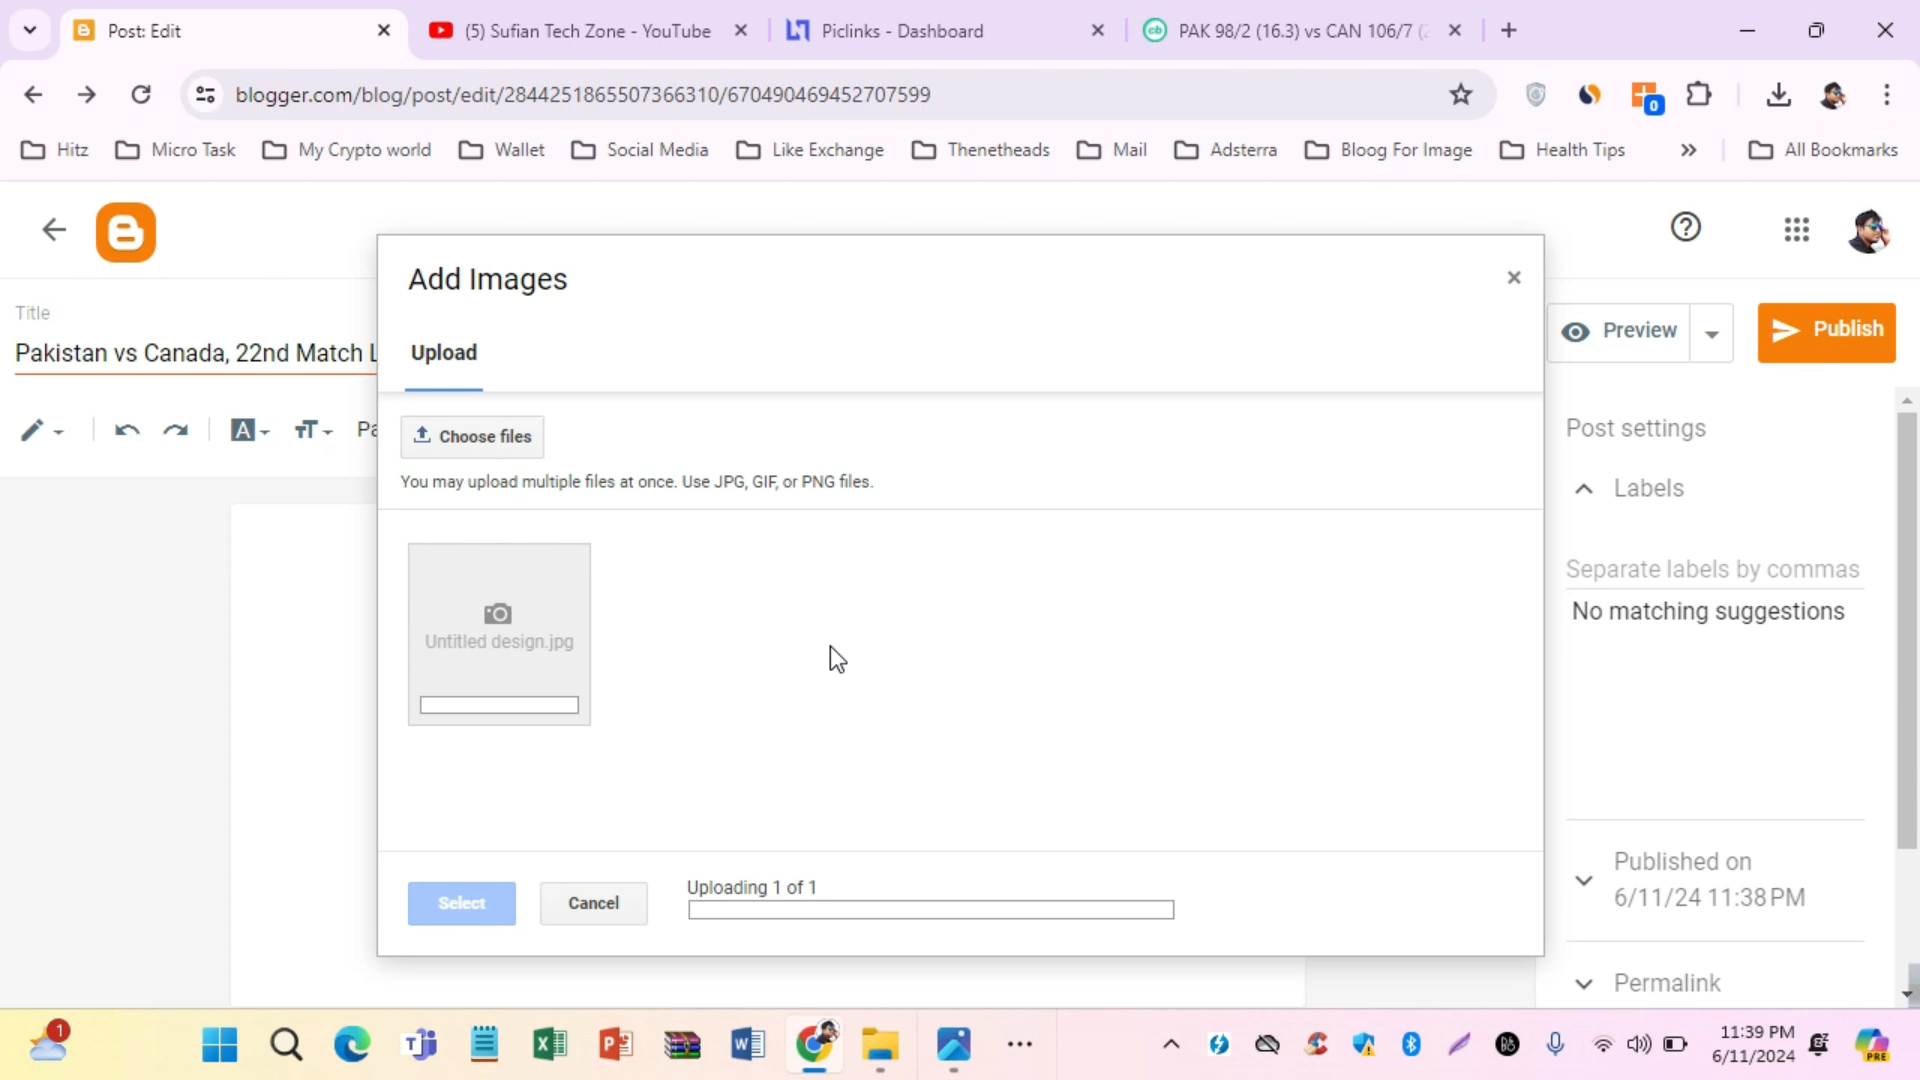 Post: Edit
(5) Sufian Tech Zone - YouTube
Piclinks - Dashboard
PAK 98/2 (16.3) vs CAN 106/7 (
blogger.com/blog/post/edit/2844251865507366310/670490469452707599
0
Hitz
Micro Task
My Crypto world
Wallet
Social Media
Like Exchange
Thenetheads
Mail
Adsterra
Bloog For Image
Health Tips
All Bookmarks
Title
Pakistan vs Canada, 22nd Match L
Add Images
Upload
Choose files
You may upload multiple files at once. Use JPG, GIF, or PNG files.
Untitled design.jpg
Select
Cancel
Uploading 1 of 1
Preview
Publish
Post settings
Labels
Separate labels by commas
No matching suggestions
Published on
6/11/24 11:38 PM
Permalink
1
11:39 PM
6/11/2024
PRE